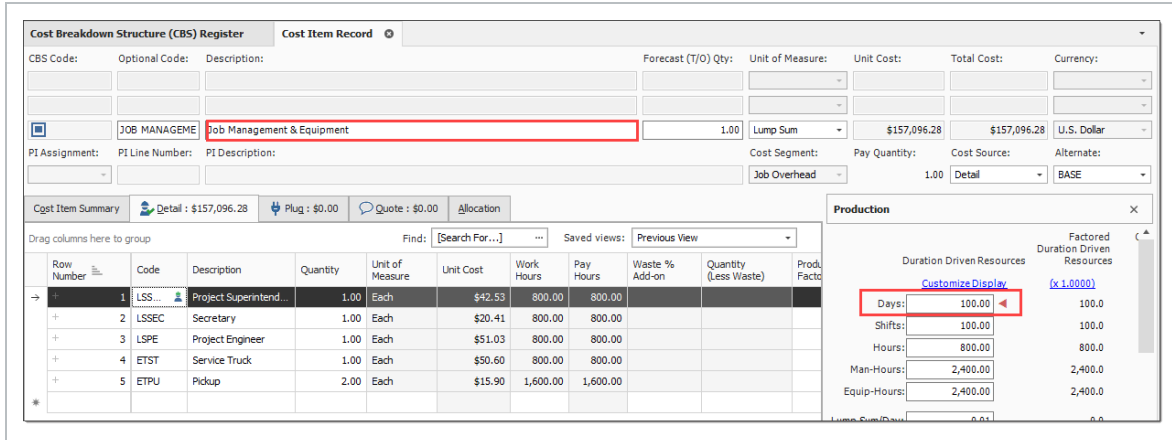 Cost Breakdown Structure (CBS) Register Cost Item Record
CBS Code: Optional Code: Description: Forecast (T/O) Qty: Unit of Measure: Unit Cost: Total Cost: Currency:
JOB MANAGEME Job Management & Equipment 1.00 Lump Sum $157,096.28 $157,096.28 U.S. Dollar
PI Assignment: PI Line Number: PI Description: Cost Segment: Pay Quantity: Cost Source: Alternate:
Job Overhead 1.00 Detail BASE
Cost Item Summary Detail : $157,096.28 Plug : $0.00 Quote : $0.00 Allocation
Drag columns here to group Find: [Search For...] ... Saved views: Previous View
Row Number Code Description Quantity Unit of Measure Unit Cost Work Hours Pay Hours Waste % Add-on Quantity (Less Waste) Produ Facto
1 LSS... Project Superintend... 1.00 Each $42.53 800.00 800.00
2 LSSEC Secretary 1.00 Each $20.41 800.00 800.00
3 LSPE Project Engineer 1.00 Each $51.03 800.00 800.00
4 ETST Service Truck 1.00 Each $50.60 800.00 800.00
5 ETPU Pickup 2.00 Each $15.90 1,600.00 1,600.00
Production
Duration Driven Resources Factored Duration Driven Resources
Customize Display (x 1.0000)
Days: 100.00 100.0
Shifts: 100.00 100.0
Hours: 800.00 800.0
Man-Hours: 2,400.00 2,400.0
Equip-Hours: 2,400.00 2,400.0
Lump Sum/Day: 0.01 0.0